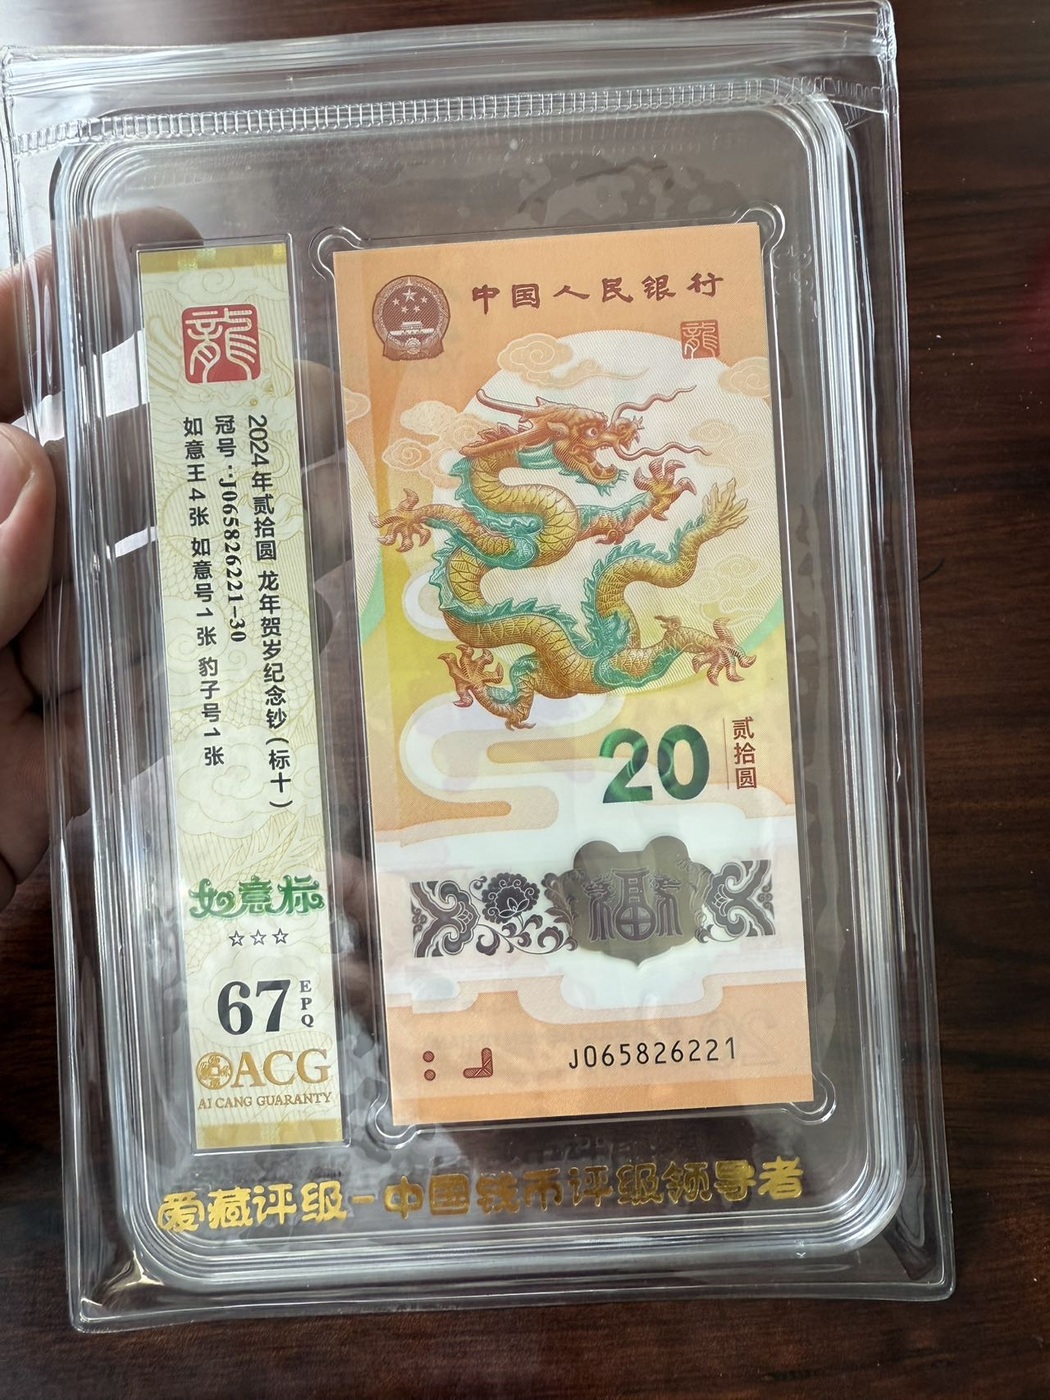 龍
2024年贰拾圆 龙年贺岁纪念钞（标十）
冠号：J065826221-30
如意王4张 如意号1张 豹子号1张
如意标
☆☆☆
67 EPQ
ACG
AI CANG GUARANTY
中国人民银行
龍
20
贰拾圆
福
J065826221
爱藏评级-中國钱币评级领导者